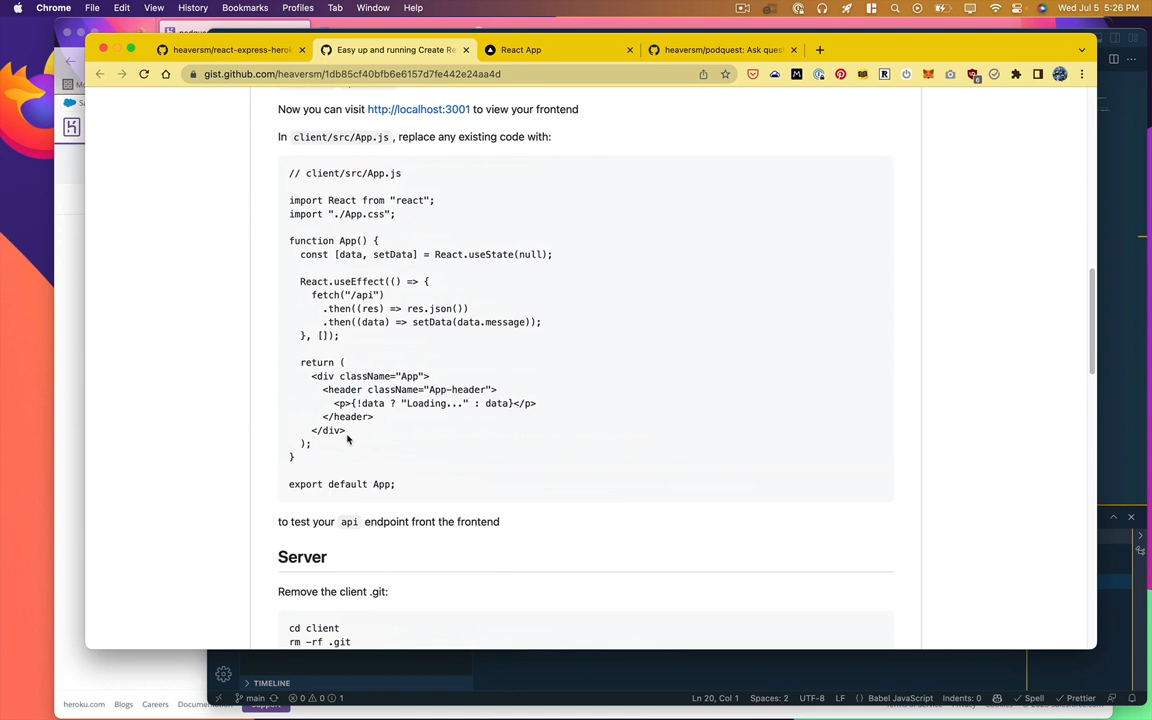 Chrome File Edit View History Bookmarks Profiles Tab Window Help Wed Jul 5 5:26 PM
heaversm/react-express-hero
Easy up and running Create Re
React App
heaversm/podquest: Ask ques
gist.github.com/heaversm/1db85cf40bfb6e6157d7fe442e24aa4d
Now you can visit http://localhost:3001 to view your frontend
In client/src/App.js , replace any existing code with:
// client/src/App.js
import React from "react";
import "./App.css";
function App() {
const [data, setData] = React.useState(null);
React.useEffect(() => {
fetch("/api")
.then((res) => res.json())
.then((data) => setData(data.message));
}, []);
return (
<div className="App">
<header className="App-header">
<p>{!data ? "Loading..." : data}</p>
</header>
</div>
);
}
export default App;
to test your api endpoint front the frontend
Server
Remove the client .git:
cd client
rm -rf .git
TIMELINE
main 0 0 1 Ln 20, Col 1 Spaces: 2 UTF-8 LF Babel JavaScript Indents: 0 Spell Prettier
heroku.com Blogs Careers